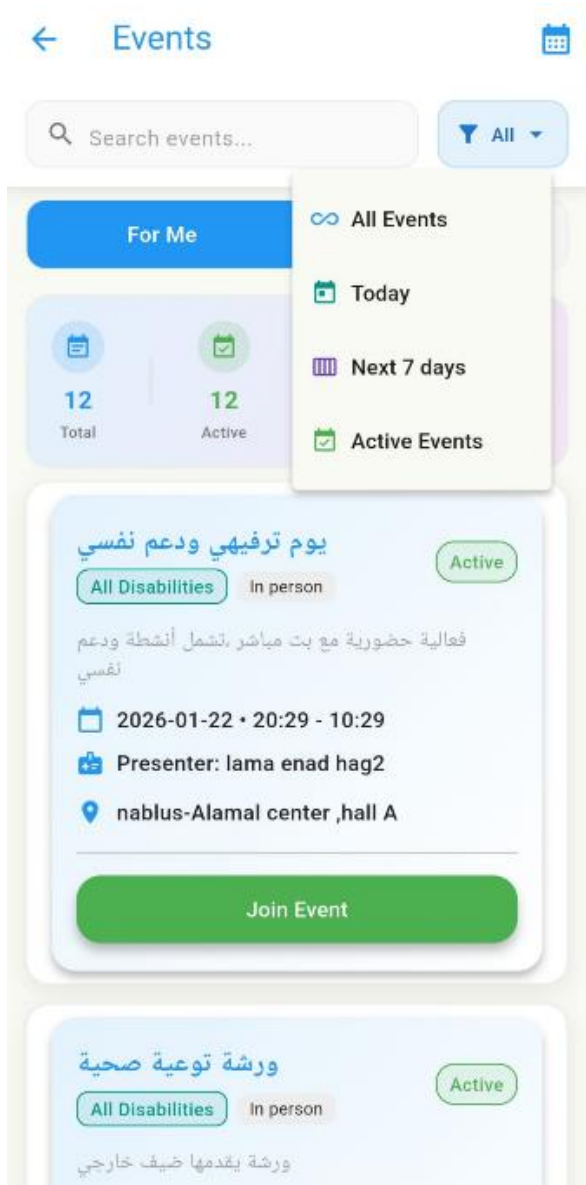 Events
Search events...
All
All Events
Today
Next 7 days
Active Events
For Me
12
Total
12
Active
يوم ترفيهي ودعم نفسي
Active
All Disabilities
In person
فعالية حضورية مع بث مباشر ،تشمل أنشطة ودعم
نفسي
2026-01-22 • 20:29 - 10:29
Presenter: lama enad hag2
nablus-Alamal center ,hall A
Join Event
ورشة توعية صحية
Active
All Disabilities
In person
ورشة يقدمها ضيف خارجي